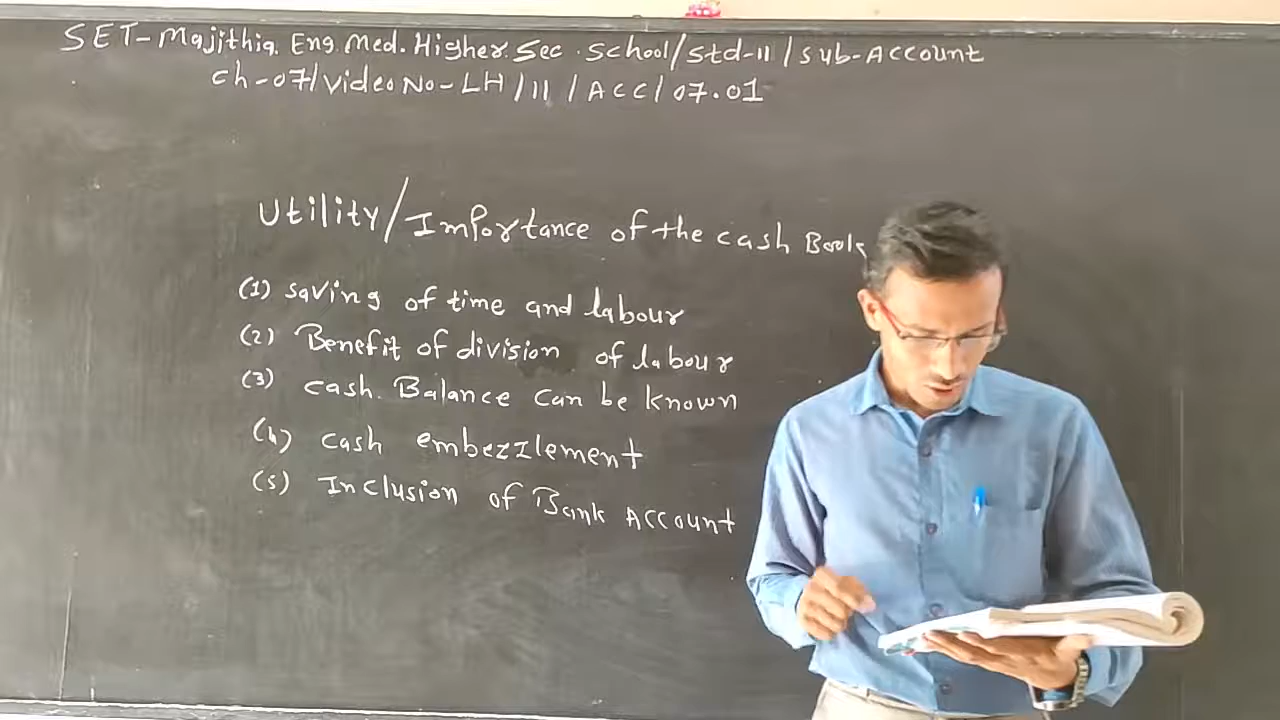 SET-Majithia Eng. Med. Higher. Sec. School/Std-11/Sub-Account
Ch-07/Video No-LH/11/ACC/07.01
Utility/Importance of the cash Book
(1) saving of time and labour
(2) Benefit of division of labour
(3) cash. Balance can be known
(4) cash embezzlement
(5) Inclusion of Bank Account